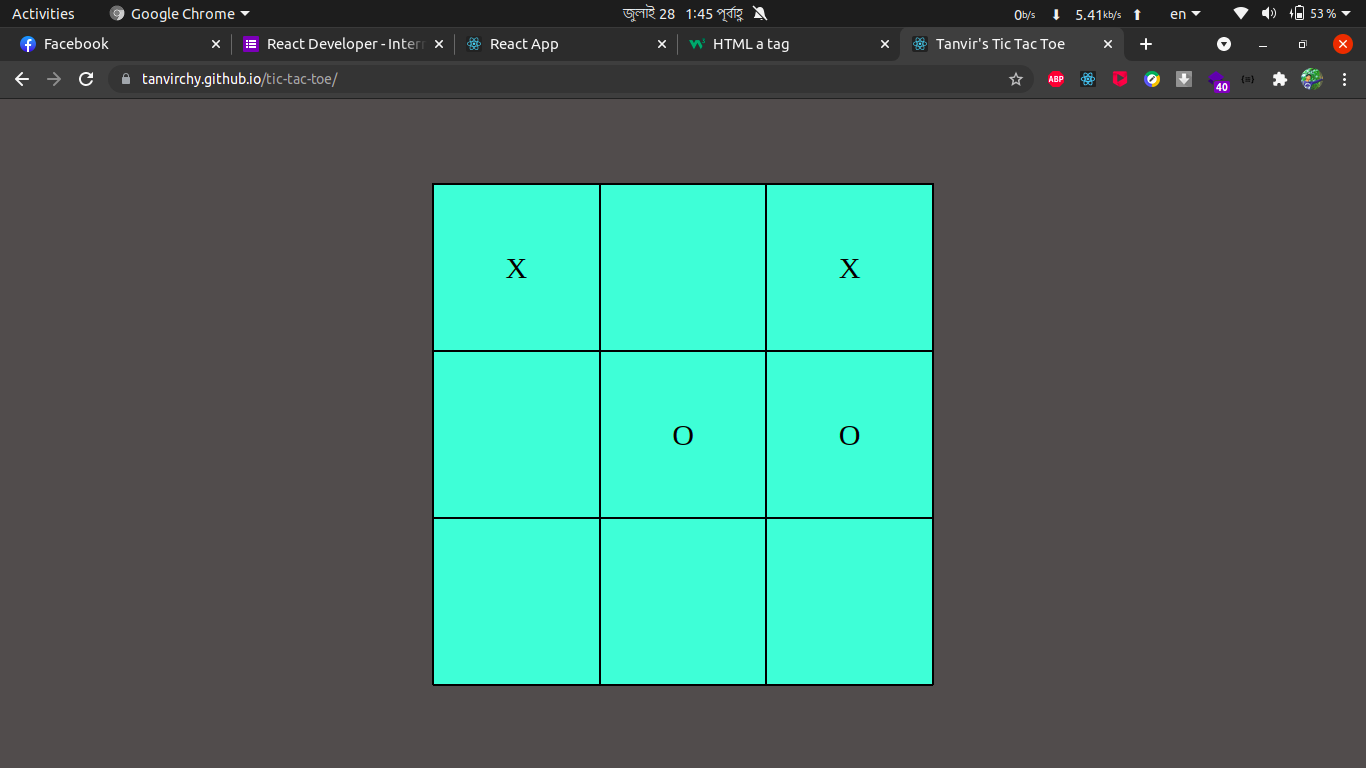 Activities Google Chrome জুলাই 28 1:45 পূর্বাহ্ণ 0b/s 5.41kb/s en 53 %
Facebook React Developer - Inter React App HTML a tag Tanvir's Tic Tac Toe
tanvirchy.github.io/tic-tac-toe/ ABP 40
X X
O O